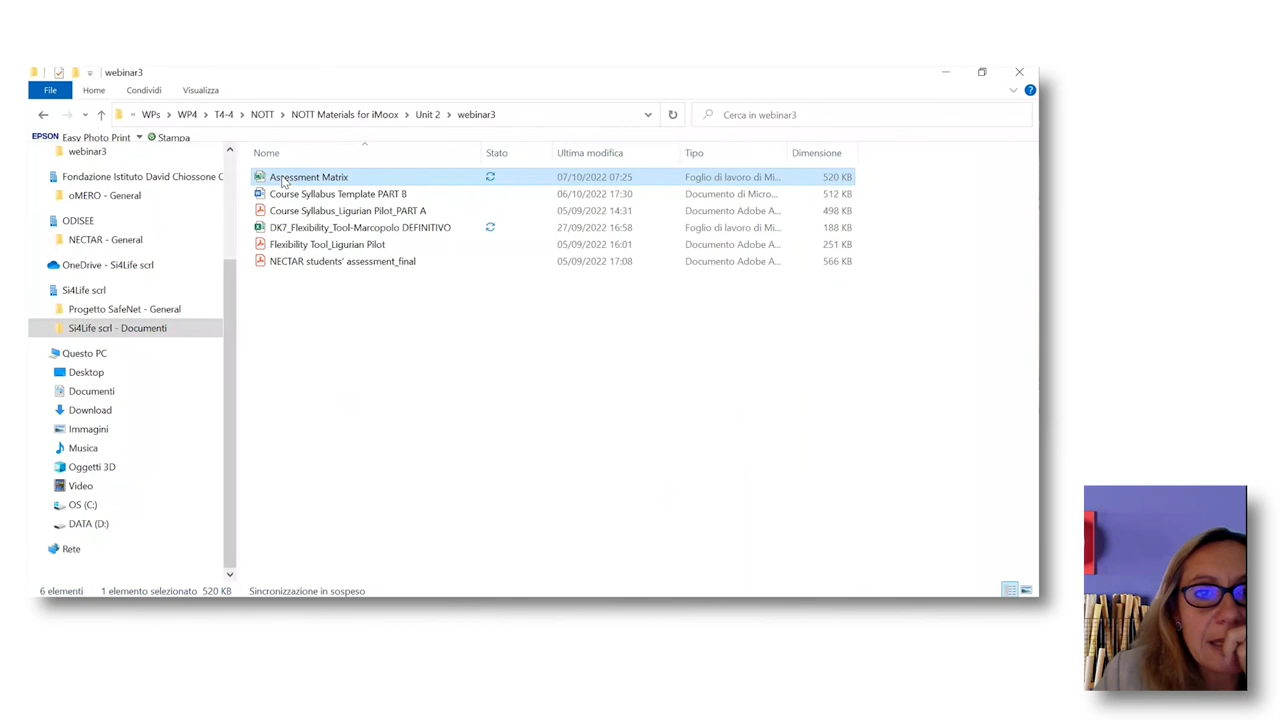 webinar3
File Home Condividi Visualizza
WPs > WP4 > T4-4 > NOTT > NOTT Materials for iMoox > Unit 2 > webinar3
Cerca in webinar3
EPSON Easy Photo Print Stampa
webinar3
Fondazione Istituto David Chiossone C
oMERO - General
ODISEE
NECTAR - General
OneDrive - Si4Life scrl
Si4Life scrl
Progetto SafeNet - General
Si4Life scrl - Documenti
Questo PC
Desktop
Documenti
Download
Immagini
Musica
Oggetti 3D
Video
OS (C:)
DATA (D:)
Rete
Nome Stato Ultima modifica Tipo Dimensione
Assessment Matrix 07/10/2022 07:25 Foglio di lavoro di Mi... 520 KB
Course Syllabus Template PART B 06/10/2022 17:30 Documento di Micro... 512 KB
Course Syllabus_Ligurian Pilot_PART A 05/09/2022 14:31 Documento Adobe A... 498 KB
DK7_Flexibility_Tool-Marcopolo DEFINITIVO 27/09/2022 16:58 Foglio di lavoro di Mi... 188 KB
Flexibility Tool_Ligurian Pilot 05/09/2022 16:01 Documento Adobe A... 251 KB
NECTAR students' assessment_final 05/09/2022 17:08 Documento Adobe A... 566 KB
6 elementi 1 elemento selezionato 520 KB Sincronizzazione in sospeso